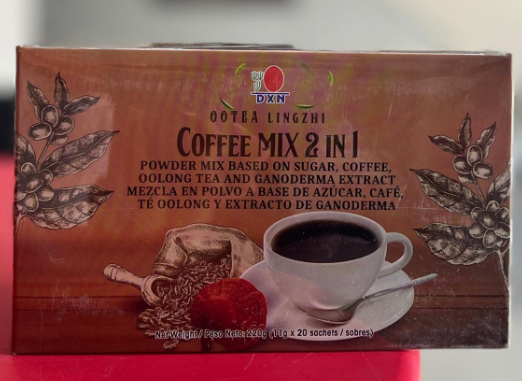 DXN
OOTEA LINGZHI
COFFEE MIX 2 IN 1
POWDER MIX BASED ON SUGAR, COFFEE,
OOLONG TEA AND GANODERMA EXTRACT
MEZCLA EN POLVO A BASE DE AZÚCAR, CAFÉ,
TÉ OOLONG Y EXTRACTO DE GANODERMA
Net Weight / Peso Neto: 220g (11g x 20 sachets / sobres)